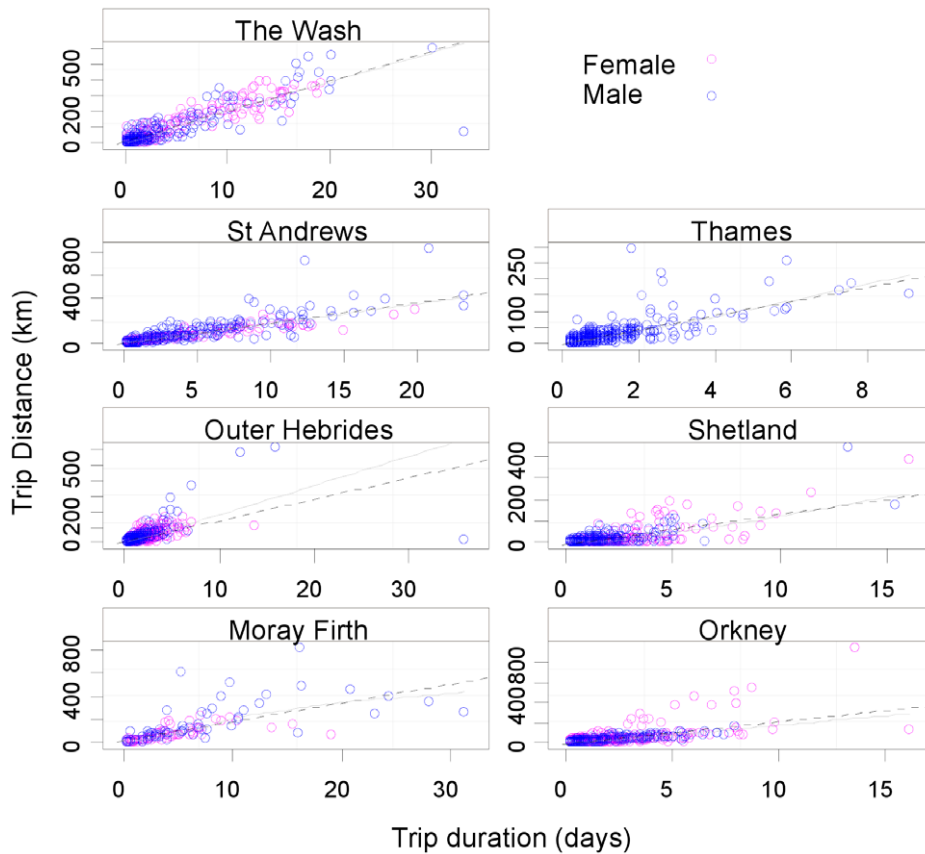 The Wash
Female
Male
0 200 500
0 10 20 30
St Andrews
Thames
0 400 800
0 100 250
0 5 10 15 20
0 2 4 6 8
Outer Hebrides
Shetland
0 200 500
0 200 400
0 10 20 30
0 5 10 15
Moray Firth
Orkney
0 400 800
0 400 800
0 10 20 30
0 5 10 15
Trip Distance (km)
Trip duration (days)